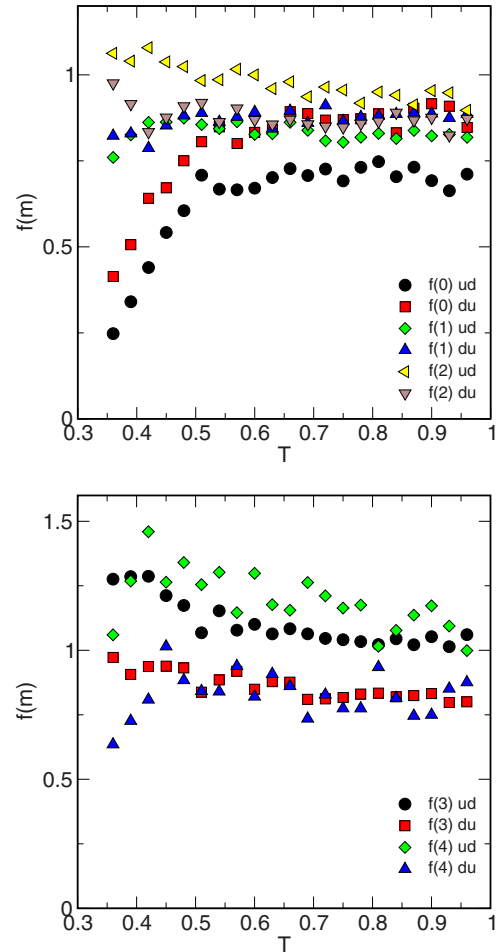 1
0.5
0
f(m)
f(0) ud
f(0) du
f(1) ud
f(1) du
f(2) ud
f(2) du
0.3 0.4 0.5 0.6 0.7 0.8 0.9 1
T
1.5
1
0.5
0
f(m)
f(3) ud
f(3) du
f(4) ud
f(4) du
0.3 0.4 0.5 0.6 0.7 0.8 0.9 1
T